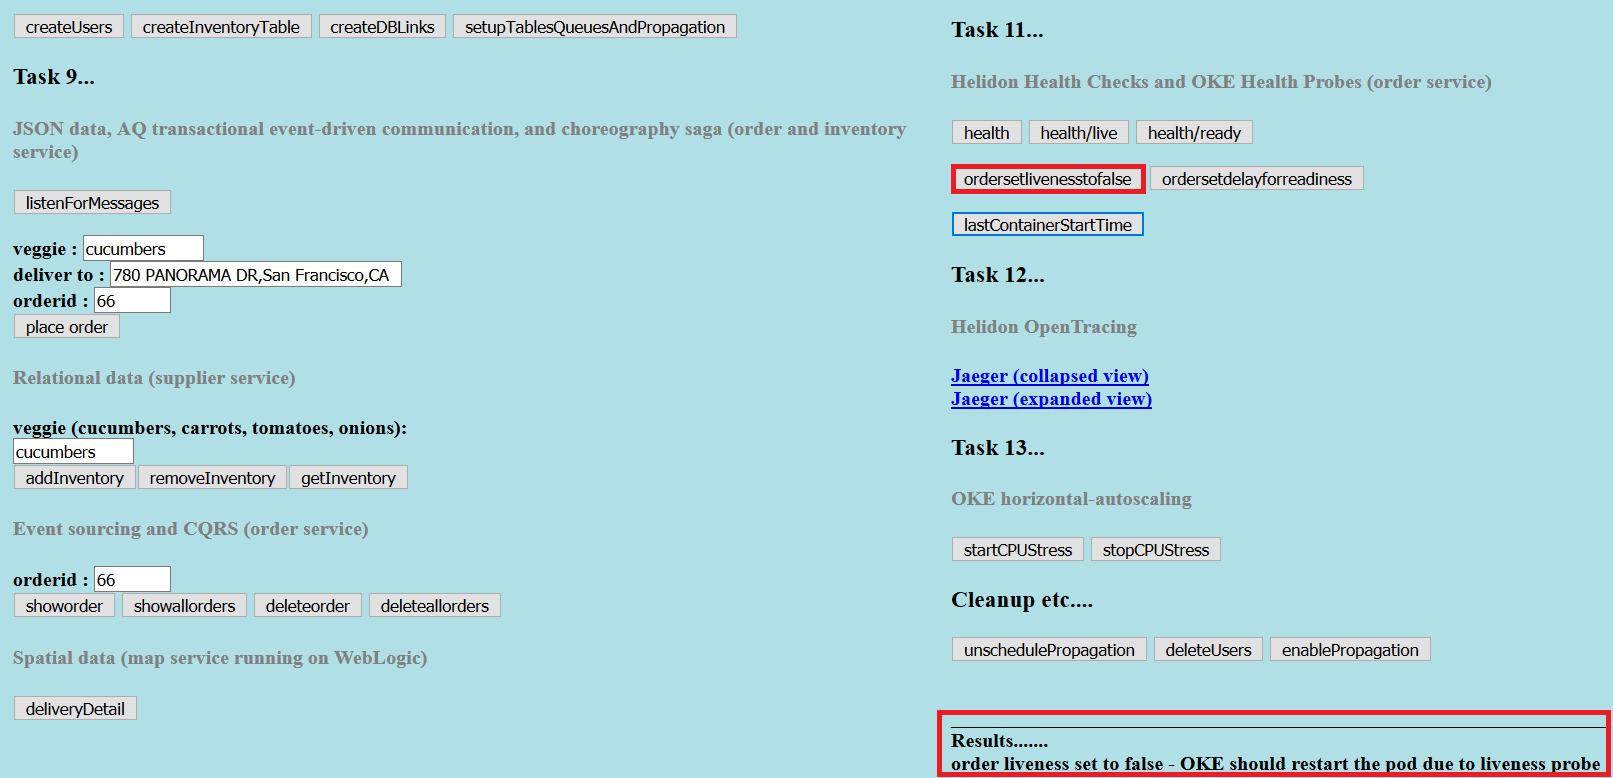 createUsers createInventoryTable createDBLinks setupTablesQueuesAndPropagation
Task 9...
JSON data, AQ transactional event-driven communication, and choreography saga (order and inventory
service)
listenForMessages
veggie : cucumbers
deliver to : 780 PANORAMA DR,San Francisco,CA
orderid : 66
place order
Relational data (supplier service)
veggie (cucumbers, carrots, tomatoes, onions):
cucumbers
addInventory removeInventory getInventory
Event sourcing and CQRS (order service)
orderid : 66
showorder showallorders deleteorder deleteallorders
Spatial data (map service running on WebLogic)
deliveryDetail
Task 11...
Helidon Health Checks and OKE Health Probes (order service)
health health/live health/ready
ordersetlivenesstofalse ordersetdelayforreadiness
lastContainerStartTime
Task 12...
Helidon OpenTracing
Jaeger (collapsed view)
Jaeger (expanded view)
Task 13...
OKE horizontal-autoscaling
startCPUStress stopCPUStress
Cleanup etc....
unschedulePropagation deleteUsers enablePropagation
Results.......
order liveness set to false - OKE should restart the pod due to liveness probe